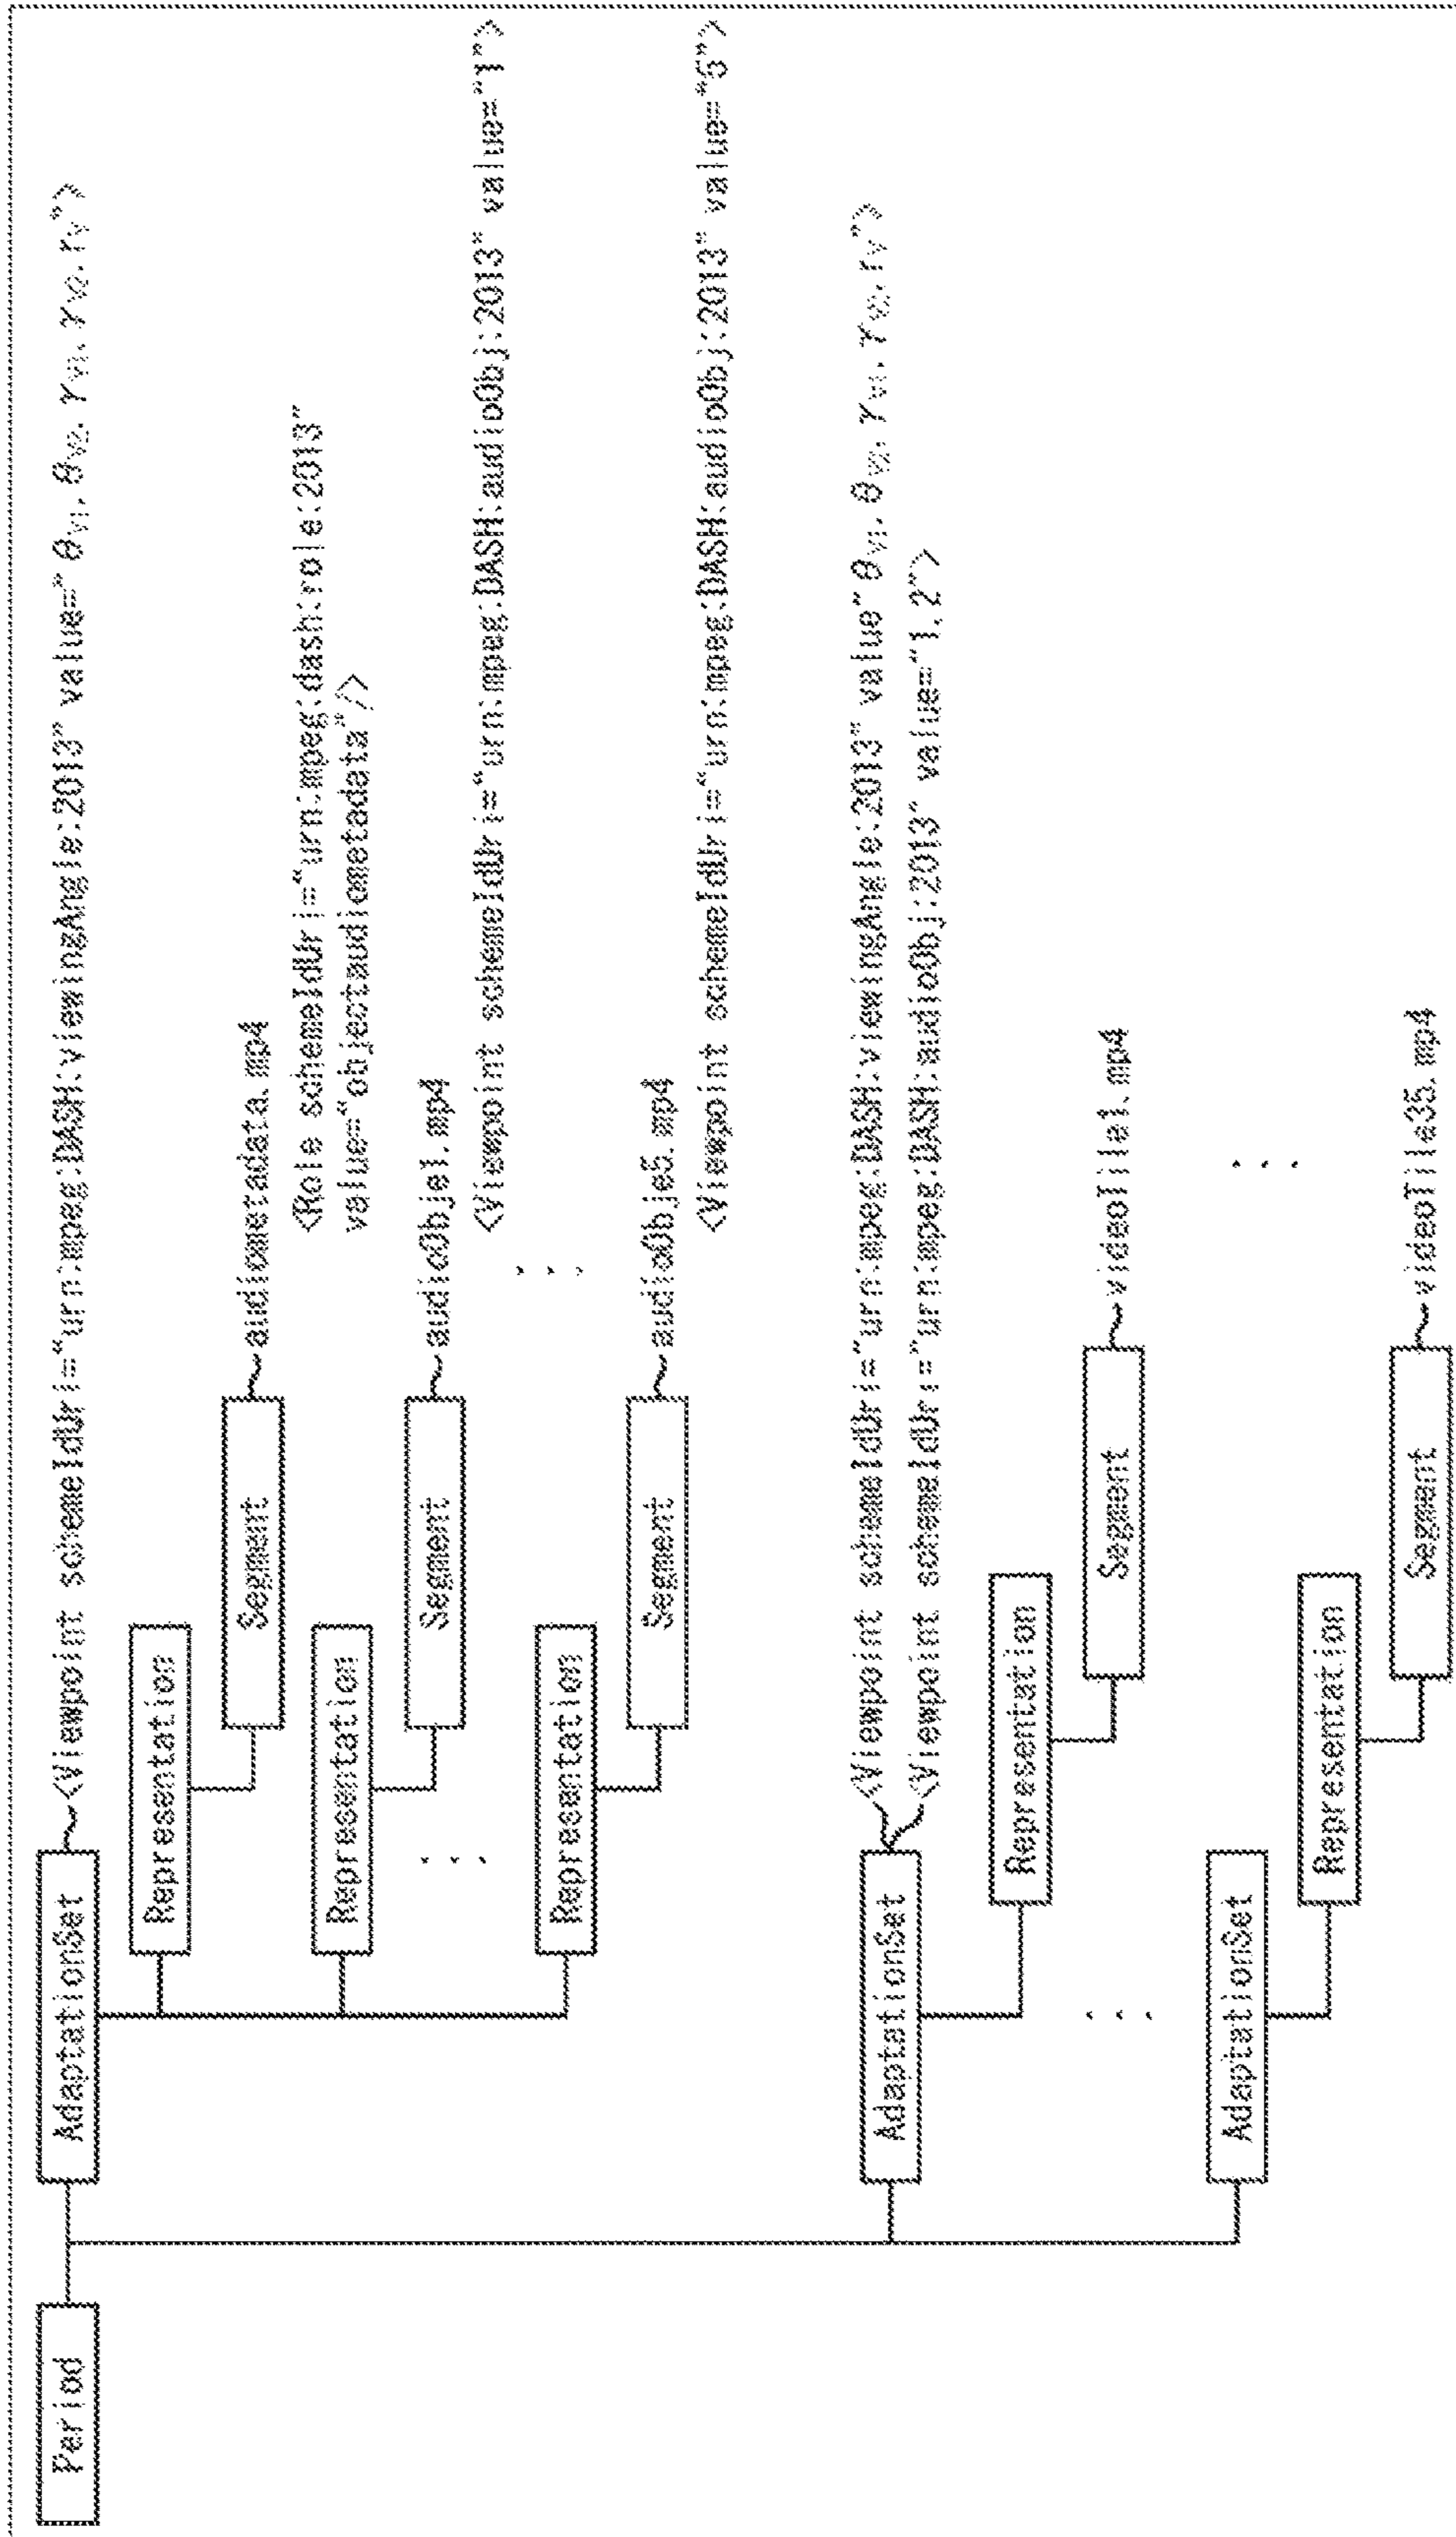 Period
AdaptationSet
<Viewpoint schemeIdUri="urn:mpeg:DASH:viewingAngle:2013" value="θv1, θv2, γv1, γv2, rv">
Representation
Segment
audiometadata.mp4
<Role schemeIdUri="urn:mpeg:dash:role:2013"
value="objectaudiometadata"/>
Representation
Segment
audioObje1.mp4
<Viewpoint schemeIdUri="urn:mpeg:DASH:audioObj:2013" value="1">
...
...
Representation
Segment
audioObje5.mp4
<Viewpoint schemeIdUri="urn:mpeg:DASH:audioObj:2013" value="5">
AdaptationSet
<Viewpoint schemeIdUri="urn:mpeg:DASH:viewingAngle:2013" value"θv1, θv2, γv1, γv2, rv">
<Viewpoint schemeIdUri="urn:mpeg:DASH:audioObj:2013" value="1,2">
Representation
Segment
videoTile1.mp4
...
...
AdaptationSet
Representation
Segment
videoTile35.mp4